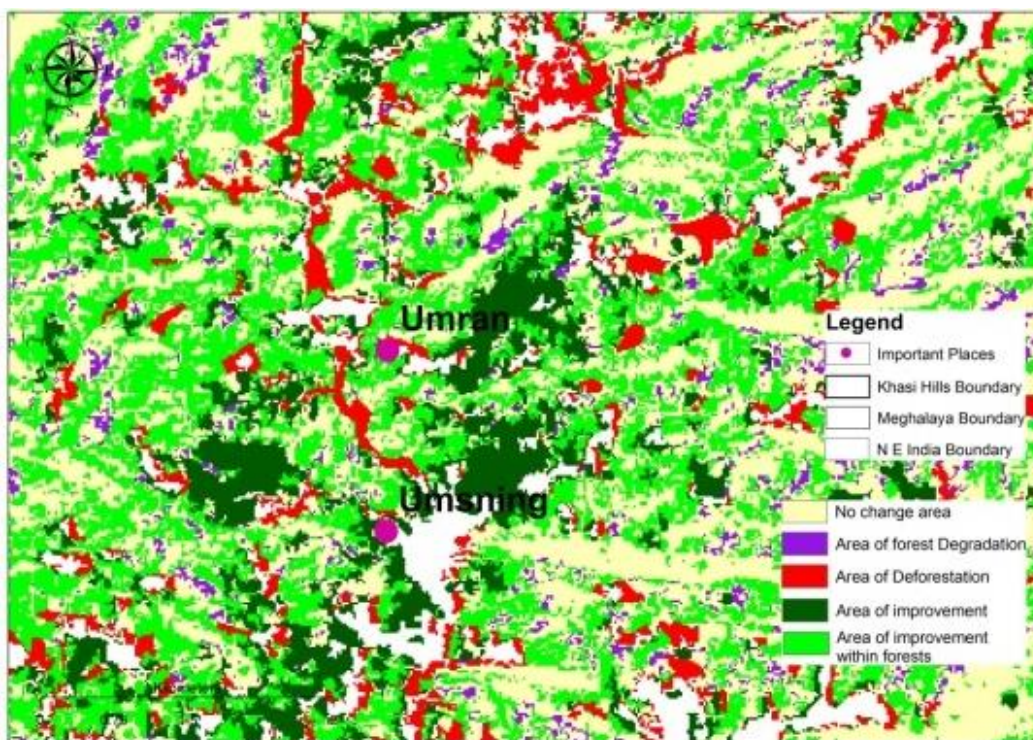 Umran
Umsning
Legend
Important Places
Khasi Hills Boundary
Meghalaya Boundary
N E India Boundary
No change area
Area of forest Degradation
Area of Deforestation
Area of improvement
Area of improvement
within forests